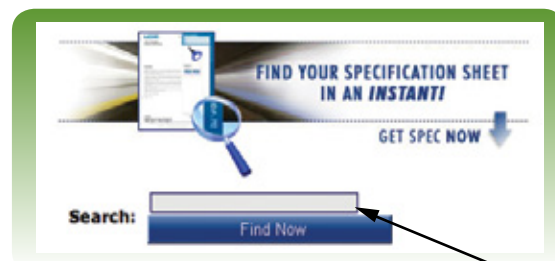 FIND YOUR SPECIFICATION SHEET
IN AN INSTANT!
GET SPEC NOW
Search:
Find Now